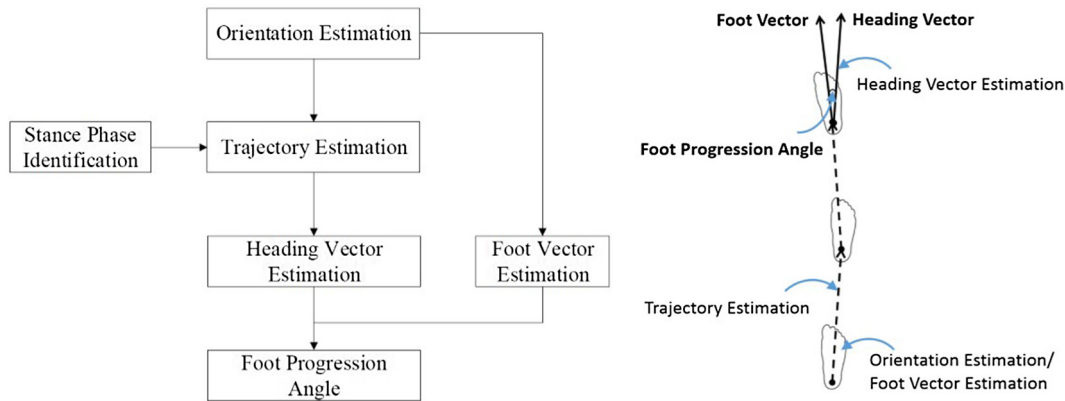 Orientation Estimation
Stance Phase
Identification
Trajectory Estimation
Heading Vector
Estimation
Foot Vector
Estimation
Foot Progression
Angle
Foot Vector
Heading Vector
Heading Vector Estimation
Foot Progression Angle
Trajectory Estimation
Orientation Estimation/
Foot Vector Estimation